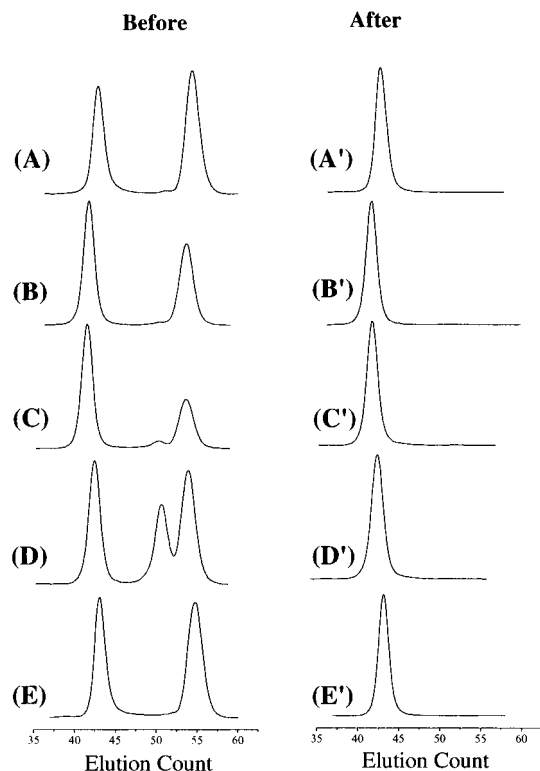 Before After
(A) (A')
(B) (B')
(C) (C')
(D) (D')
(E) (E')
35 40 45 50 55 60 35 40 45 50 55 60
Elution Count Elution Count